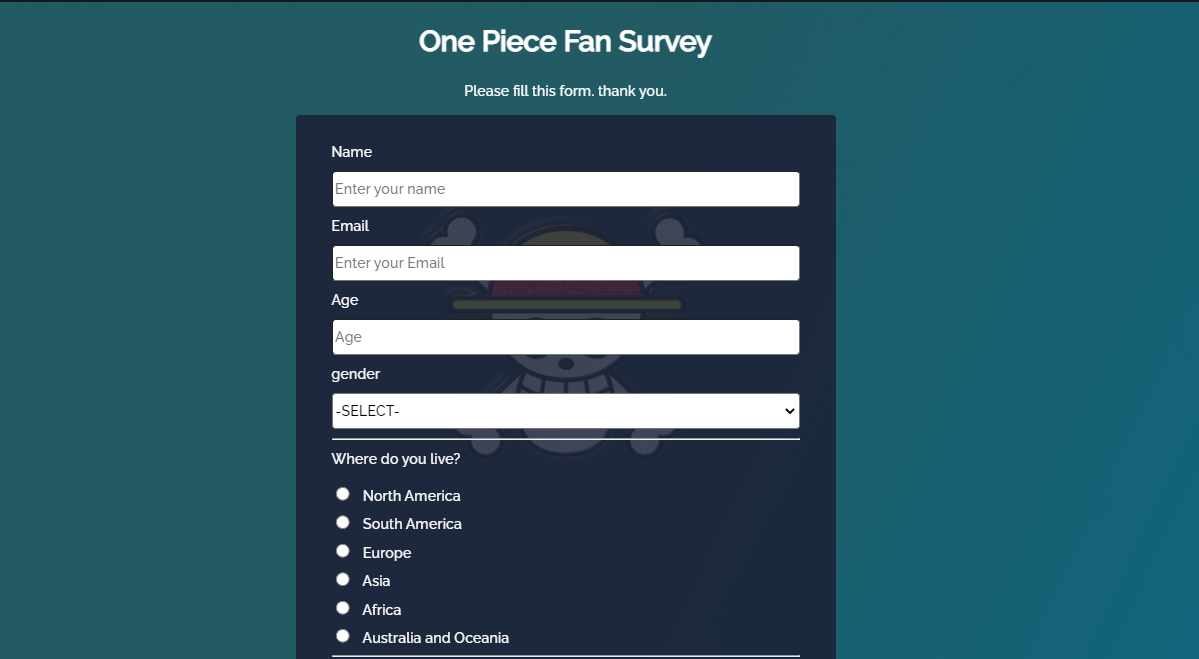 One Piece Fan Survey
Please fill this form. thank you.
Name
Enter your name
Email
Enter your Email
Age
Age
gender
-SELECT-
Where do you live?
North America
South America
Europe
Asia
Africa
Australia and Oceania